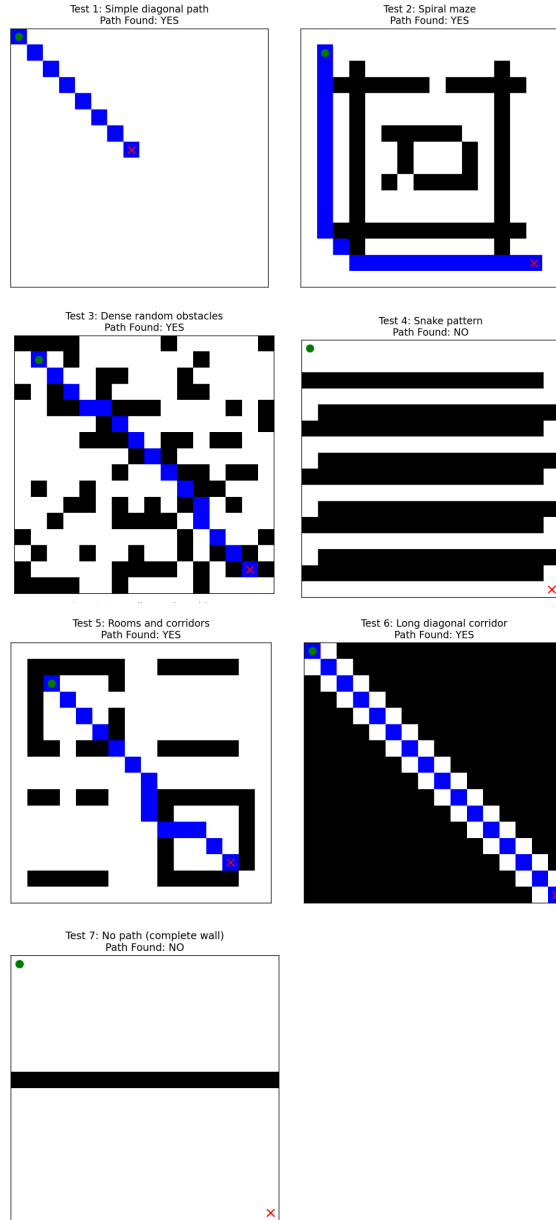 Test 1: Simple diagonal path
Path Found: YES
Test 2: Spiral maze
Path Found: YES
Test 3: Dense random obstacles
Path Found: YES
Test 4: Snake pattern
Path Found: NO
Test 5: Rooms and corridors
Path Found: YES
Test 6: Long diagonal corridor
Path Found: YES
Test 7: No path (complete wall)
Path Found: NO